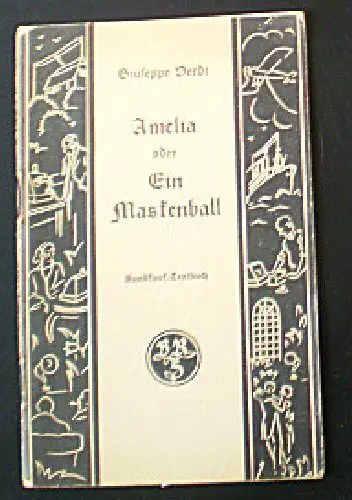 Giuseppe Verdi
Amelia
oder
Ein
Maskenball
Rundfunk-Textbuch